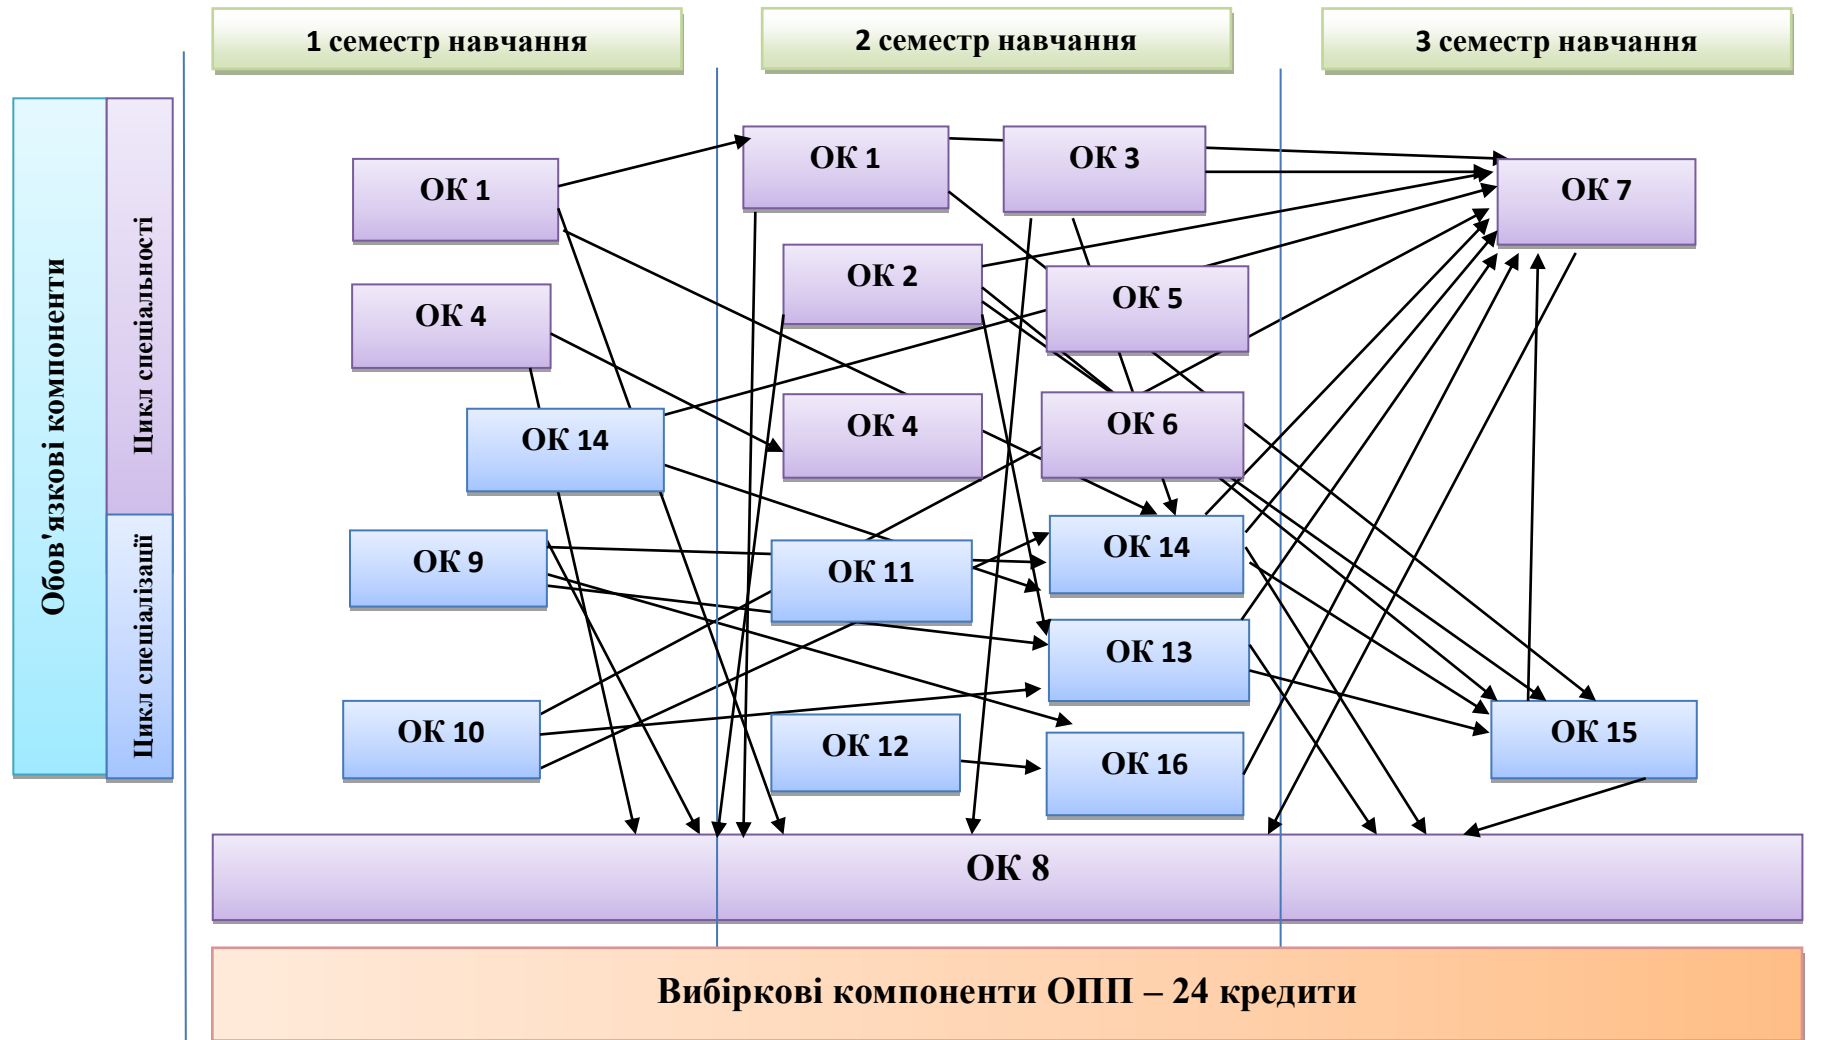 1 семестр навчання
2 семестр навчання
3 семестр навчання
Обов'язкові компоненти
Цикл спеціальності
Цикл спеціалізації
ОК 1
ОК 4
ОК 14
ОК 9
ОК 10
ОК 1
ОК 3
ОК 2
ОК 5
ОК 4
ОК 6
ОК 11
ОК 14
ОК 13
ОК 12
ОК 16
ОК 7
ОК 15
ОК 8
Вибіркові компоненти ОПП – 24 кредити